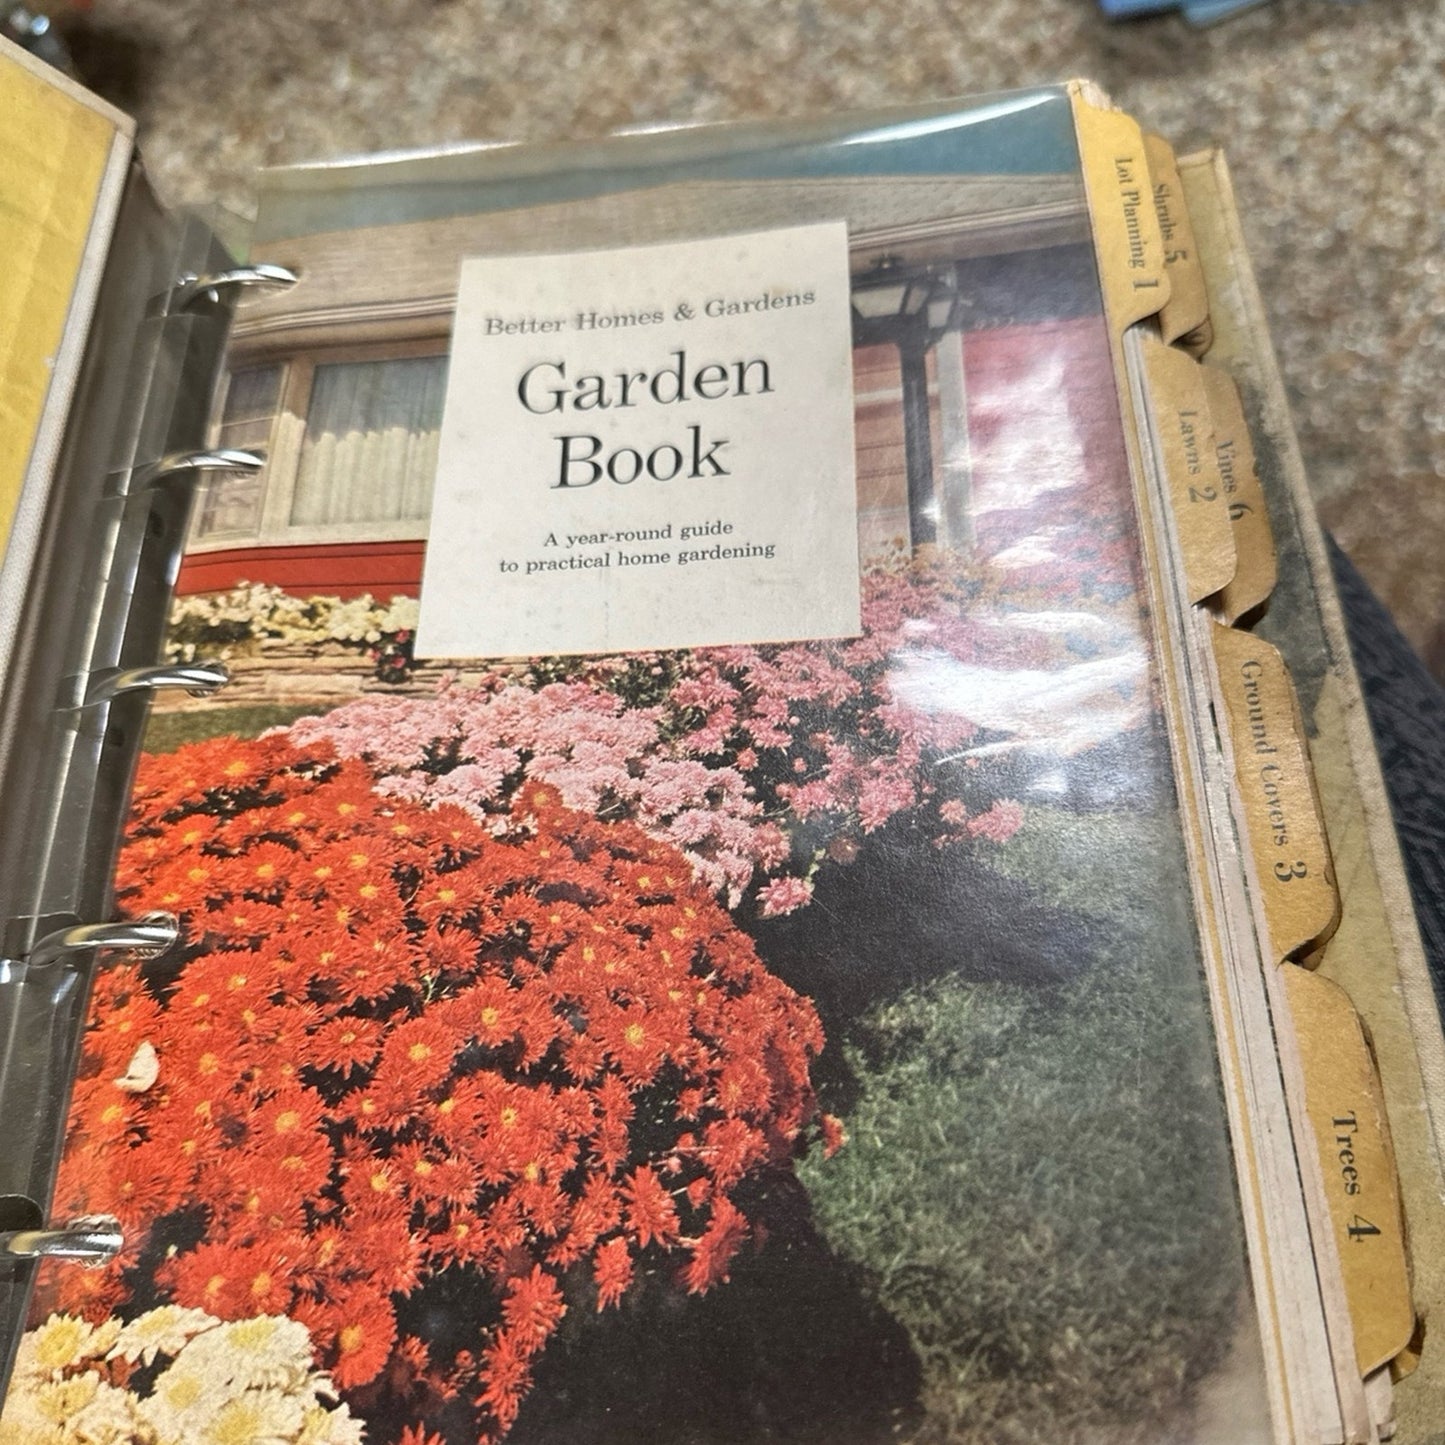 Better Homes & Gardens
Garden
Book
A year-round guide
to practical home gardening
Lot Planning 1
Shrubs 5
Lawns 2
Vines 6
Ground Covers 3
Trees 4